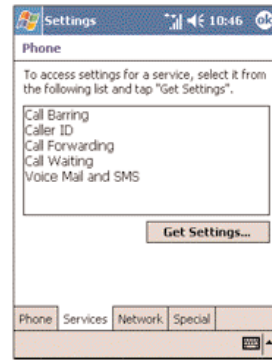 Settings 10:46 ok
Phone
To access settings for a service, select it from
the following list and tap "Get Settings".
Call Barring
Caller ID
Call Forwarding
Call Waiting
Voice Mail and SMS
Get Settings...
Phone Services Network Special